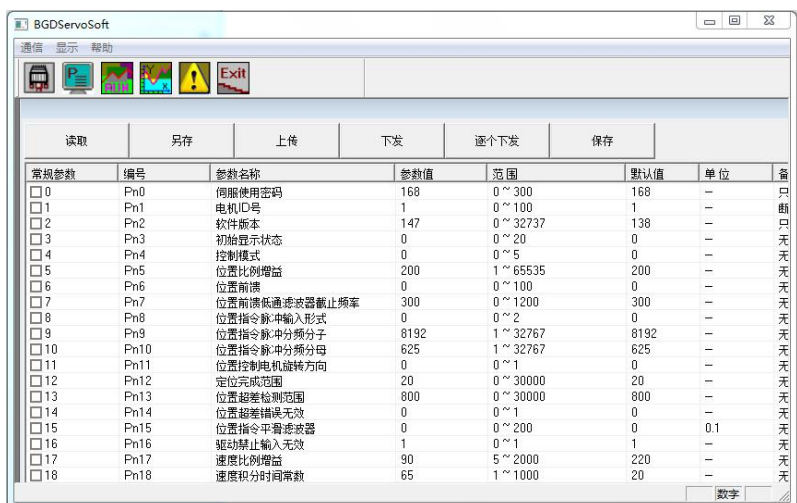 BGDServoSoft
通信 显示 帮助
Exit
读取 另存 上传 下发 逐个下发 保存
常规参数 编号 参数名称 参数值 范围 默认值 单位 备
0 Pn0 伺服使用密码 168 0 ~ 300 168 -- 只
1 Pn1 电机ID号 1 0 ~ 100 1 -- 断
2 Pn2 软件版本 147 0 ~ 32737 138 -- 只
3 Pn3 初始显示状态 0 0 ~ 20 0 -- 无
4 Pn4 控制模式 0 0 ~ 5 0 -- 无
5 Pn5 位置比例增益 200 1 ~ 65535 200 -- 无
6 Pn6 位置前馈 0 0 ~ 100 0 -- 无
7 Pn7 位置前馈低通滤波器截止频率 300 0 ~ 1200 300 -- 无
8 Pn8 位置指令脉冲输入形式 0 0 ~ 2 0 -- 无
9 Pn9 位置指令脉冲分频分子 8192 1 ~ 32767 8192 -- 无
10 Pn10 位置指令脉冲分频分母 625 1 ~ 32767 625 -- 无
11 Pn11 位置控制电机旋转方向 0 0 ~ 1 0 -- 无
12 Pn12 定位完成范围 20 0 ~ 30000 20 -- 无
13 Pn13 位置超差检测范围 800 0 ~ 30000 800 -- 无
14 Pn14 位置超差错误无效 0 0 ~ 1 0 -- 无
15 Pn15 位置指令平滑滤波器 0 0 ~ 200 0 0.1 无
16 Pn16 驱动禁止输入无效 1 0 ~ 1 1 -- 无
17 Pn17 速度比例增益 90 5 ~ 2000 220 -- 无
18 Pn18 速度积分时间常数 65 1 ~ 1000 20 -- 无
数字